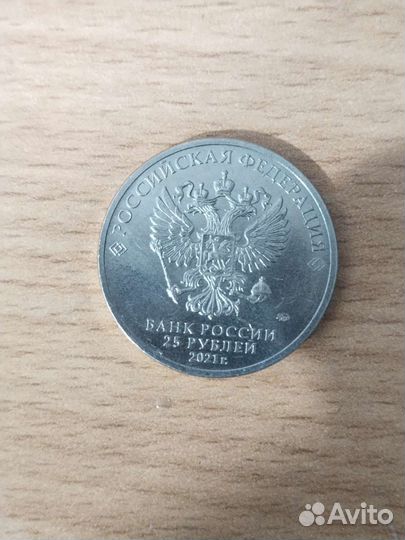 РОССИЙСКАЯ ФЕДЕРАЦИЯ
БАНК РОССИИ
25 РУБЛЕЙ
2021 г.
Avito